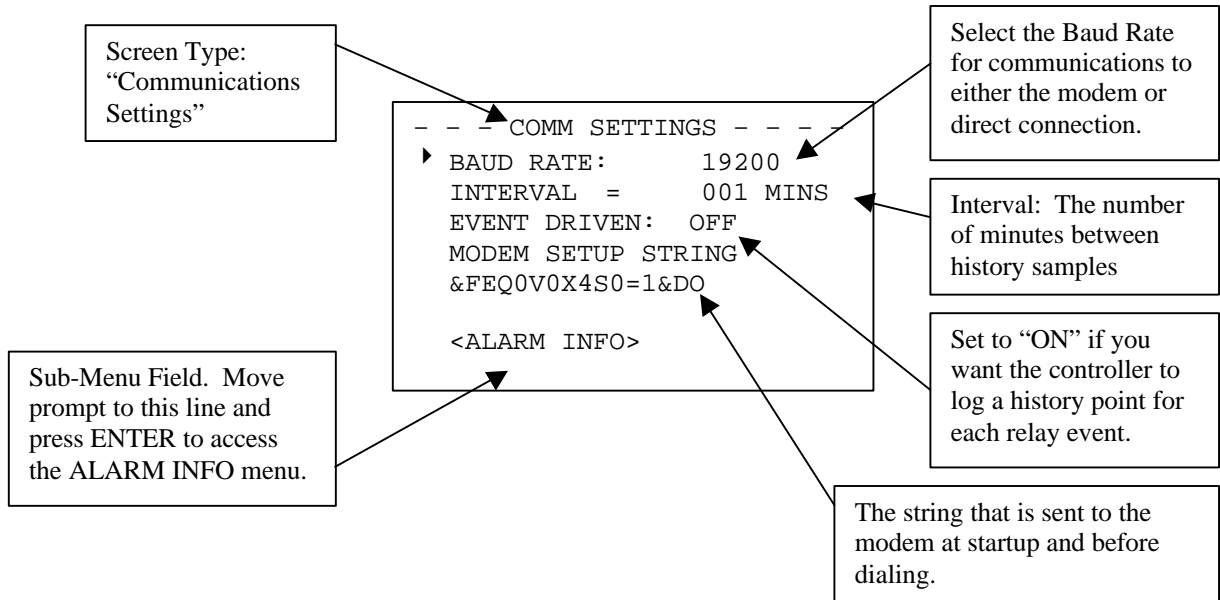 Screen Type:
“Communications
Settings”
Select the Baud Rate
for communications to
either the modem or
direct connection.
- - - COMM SETTINGS - - - -
BAUD RATE: 19200
INTERVAL = 001 MINS
EVENT DRIVEN: OFF
MODEM SETUP STRING
&FEQ0V0X4S0=1&DO
<ALARM INFO>
Interval: The number
of minutes between
history samples
Set to “ON” if you
want the controller to
log a history point for
each relay event.
Sub-Menu Field. Move
prompt to this line and
press ENTER to access
the ALARM INFO menu.
The string that is sent to the
modem at startup and before
dialing.